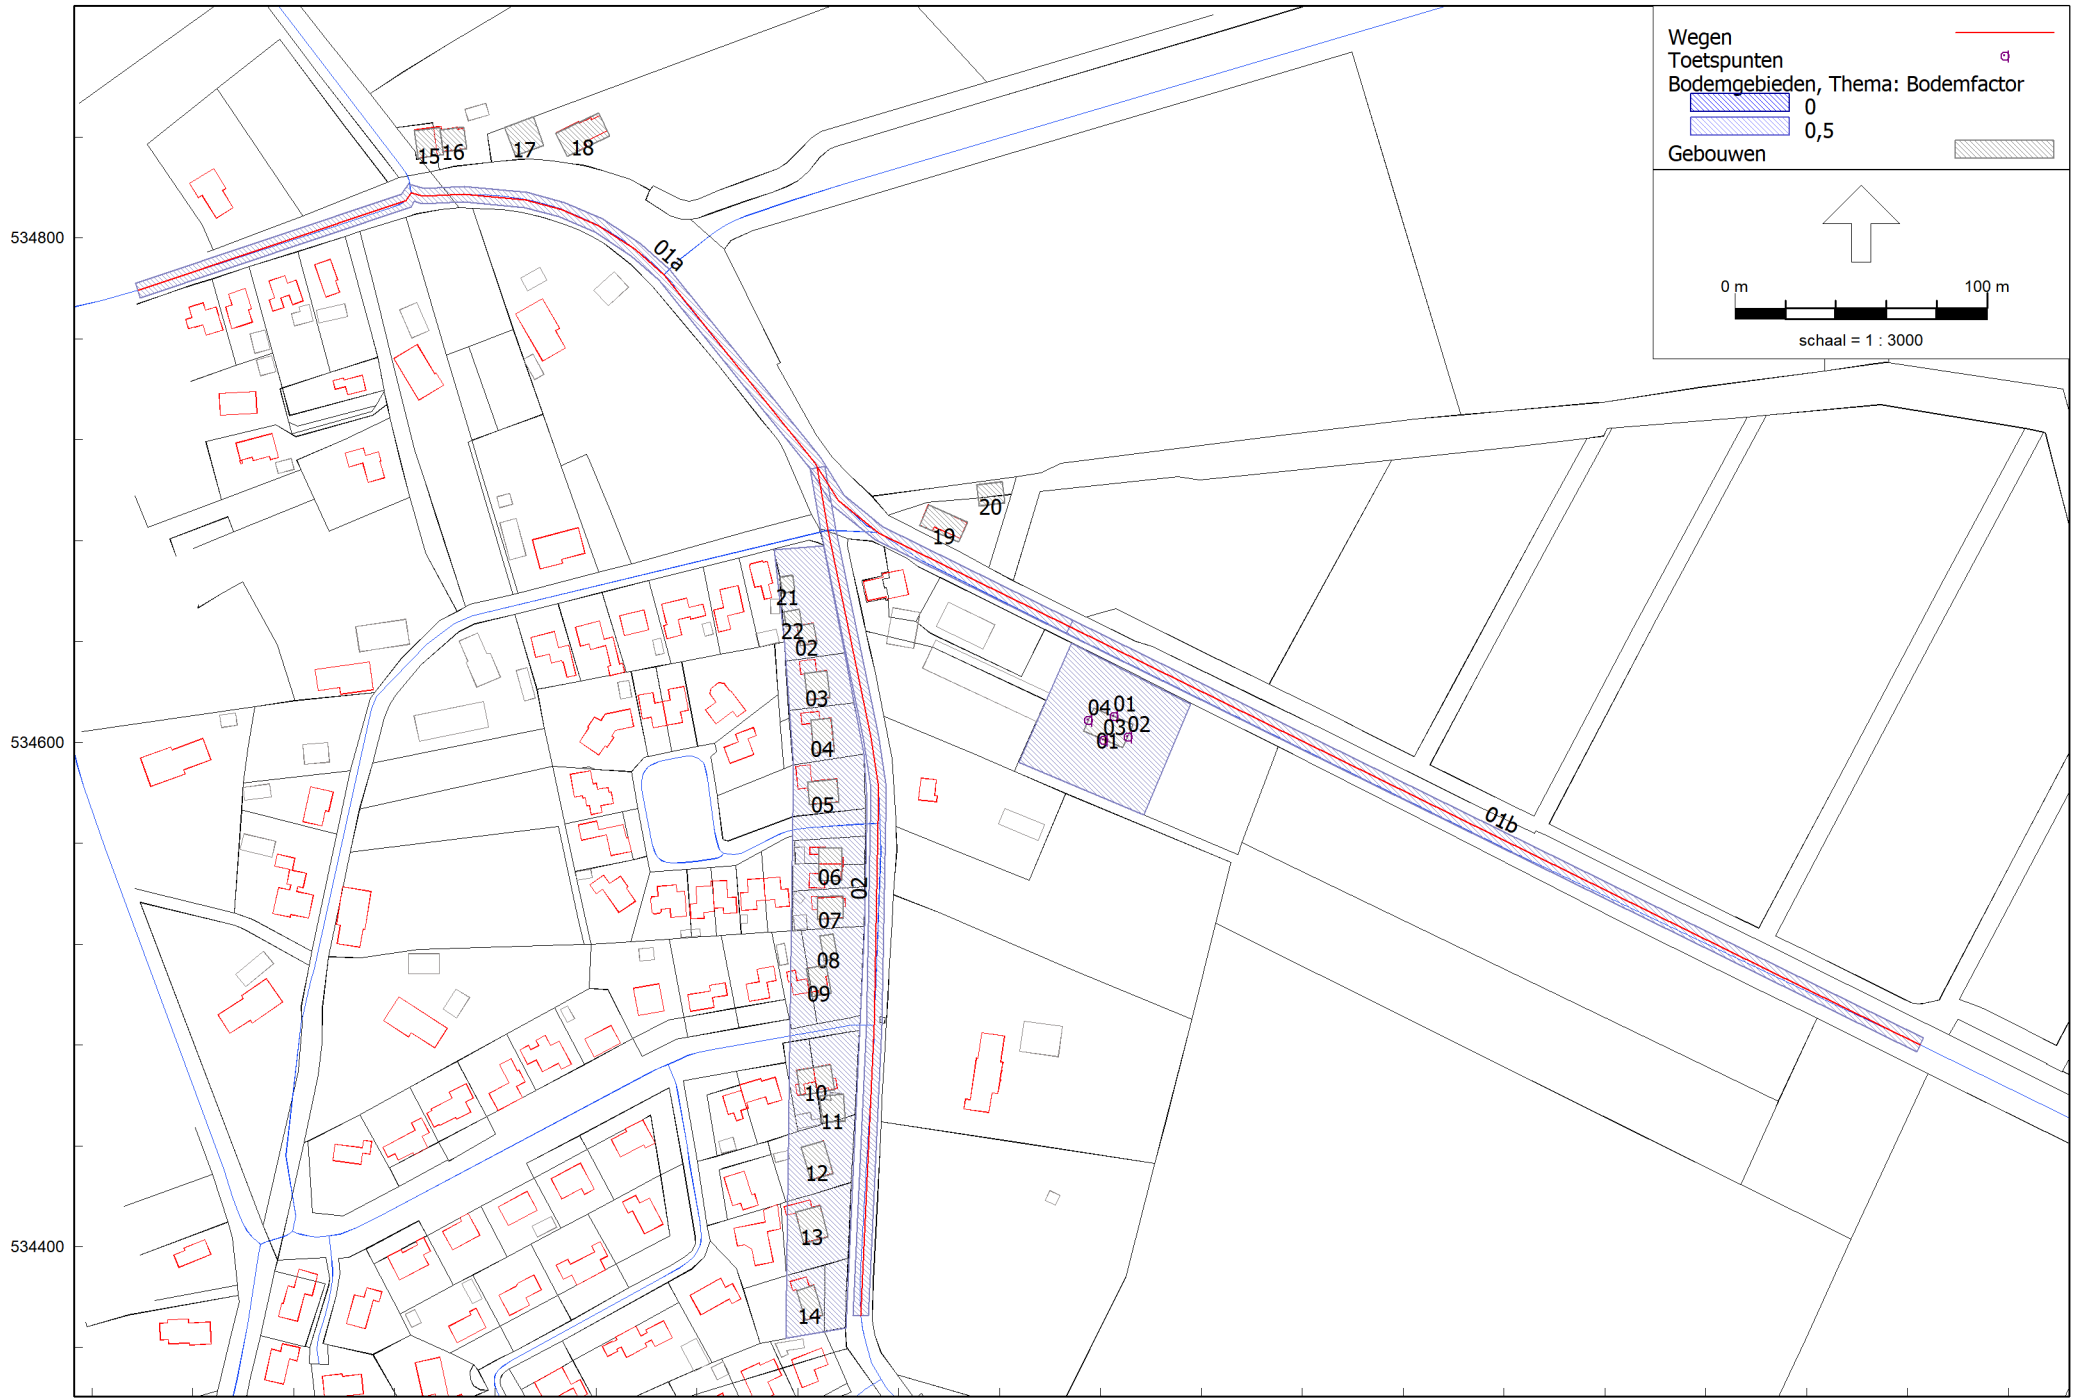 Wegen
Toetspunten
Bodemgebieden, Thema: Bodemfactor
0
0,5
Gebouwen
0 m 100 m
schaal = 1 : 3000
15 16 17 18
534800
01a
20
19
21
22
02
03
04 01
03 02
01
04
05
01b
534600
06
02
07
08
09
10
11
12
13
534400
14